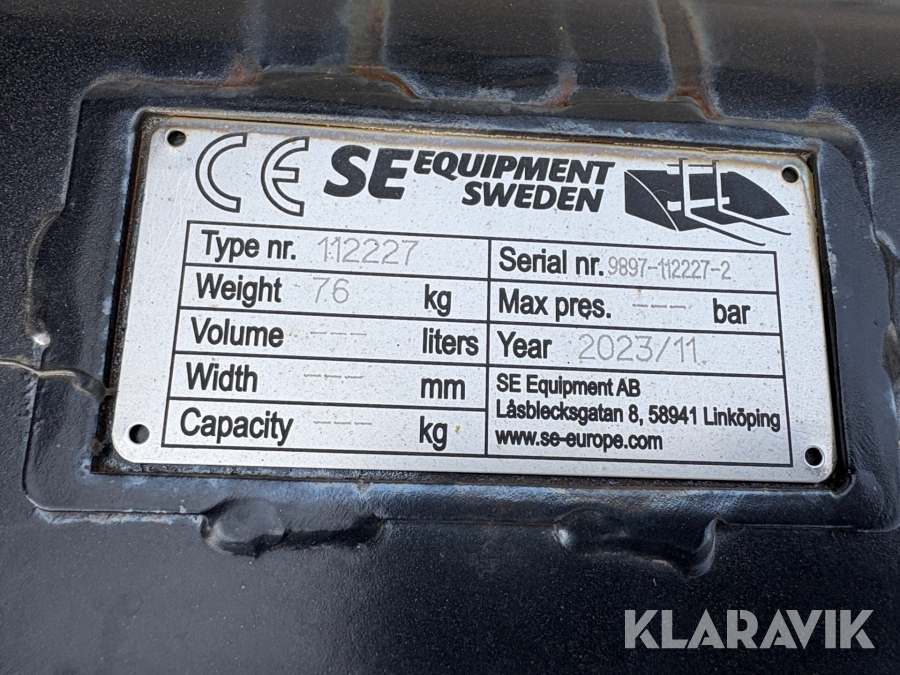 CE SE EQUIPMENT
SWEDEN
Type nr. 112227
Weight 76 kg
Volume --- liters
Width --- mm
Capacity --- kg
Serial nr. 9897-112227-2
Max pres. --- bar
Year 2023/11
SE Equipment AB
Låsblecksgatan 8, 58941 Linköping
www.se-europe.com
KLARAVIK